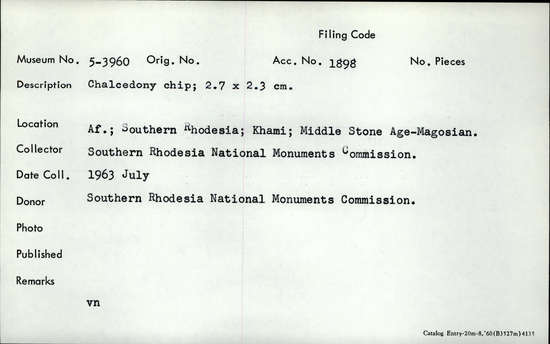 Filing Code
Museum No. 5-3960 Orig. No. Acc. No. 1898 No. Pieces
Description Chalcedony chip; 2.7 x 2.3 cm.
Location Af.; Southern Rhodesia; Khami; Middle Stone Age-Magosian.
Collector Southern Rhodesia National Monuments Commission.
Date Coll. 1963 July
Donor Southern Rhodesia National Monuments Commission.
Photo
Published
Remarks
vn
Catalog Entry-20m-8,'60(B3527m)4135